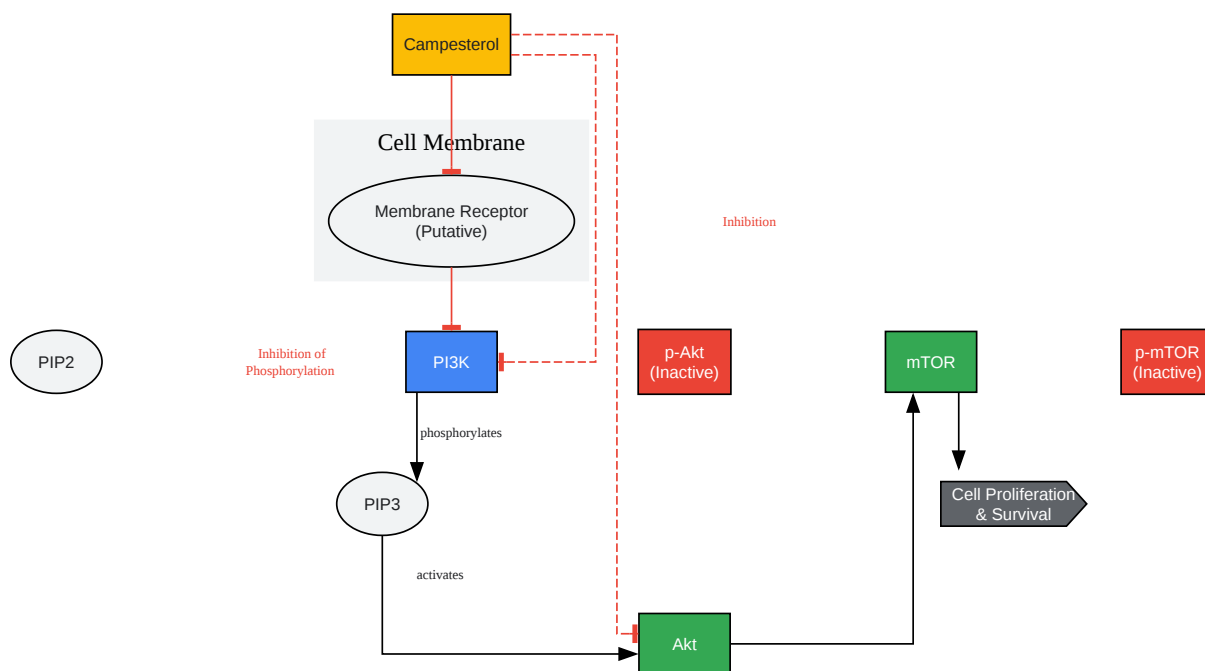 Campesterol
Cell Membrane
Membrane Receptor
(Putative)
Inhibition
PIP2
Inhibition of
Phosphorylation
PI3K
p-Akt
(Inactive)
mTOR
p-mTOR
(Inactive)
phosphorylates
PIP3
Cell Proliferation
& Survival
activates
Akt